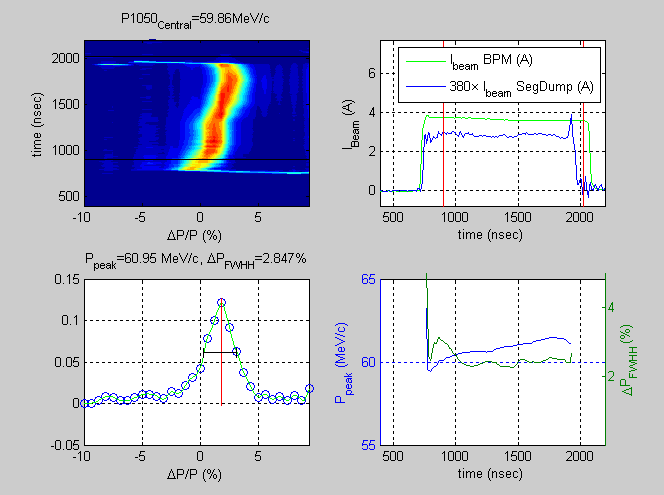 P1050Central=59.86MeV/c
2000
1500
1000
500
time (nsec)
-10
-5
0
5
ΔP/P (%)
6
4
2
0
IBeam (A)
Ibeam BPM (A)
380× Ibeam SegDump (A)
500
1000
1500
2000
time (nsec)
Ppeak=60.95 MeV/c, ΔPFWHH=2.847%
0.15
0.1
0.05
0
-0.05
-10
-5
0
5
ΔP/P (%)
65
60
55
Ppeak (MeV/c)
4
2
ΔPFWHH (%)
500
1000
1500
2000
time (nsec)